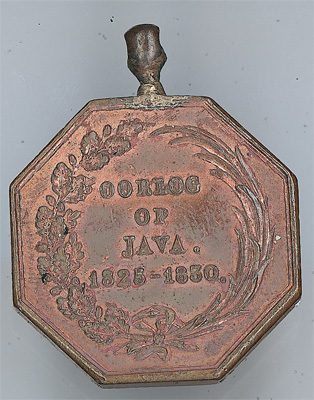 OORLOG
OP
JAVA.
1825-1830.